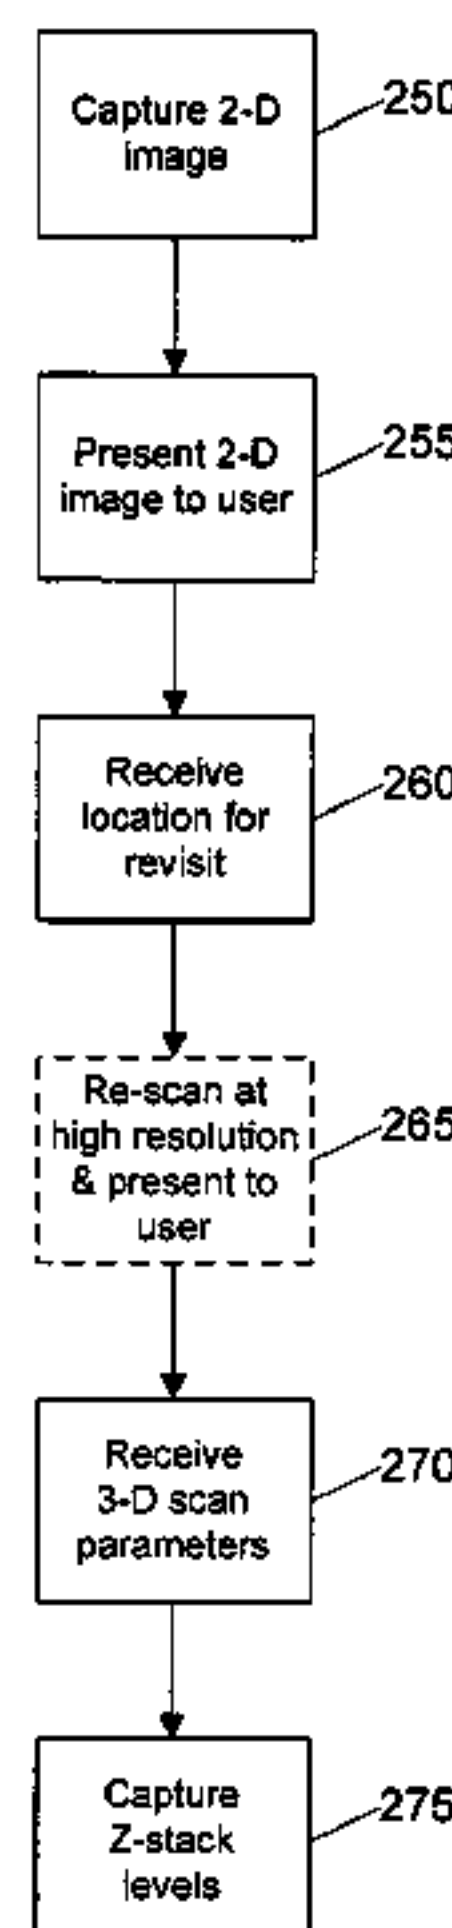 Capture 2-D
image
250
Present 2-D
image to user
255
Receive
location for
revisit
260
Re-scan at
high resolution
& present to
user
265
Receive
3-D scan
parameters
270
Capture
Z-stack
levels
275